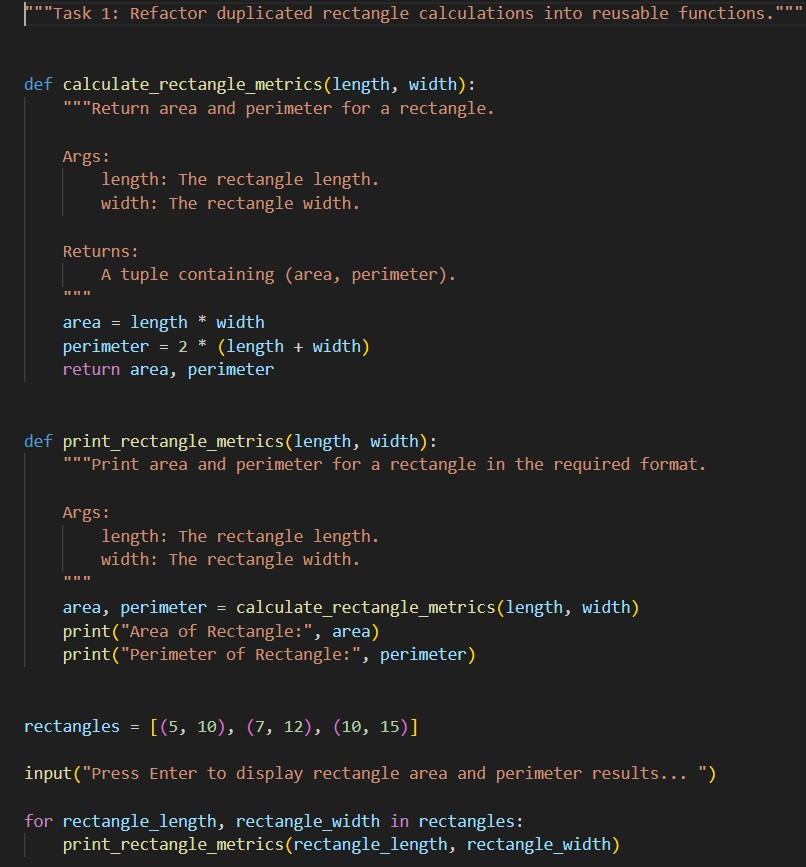 """Task 1: Refactor duplicated rectangle calculations into reusable functions."""
def calculate_rectangle_metrics(length, width):
"""Return area and perimeter for a rectangle.
Args:
length: The rectangle length.
width: The rectangle width.
Returns:
A tuple containing (area, perimeter).
"""
area = length * width
perimeter = 2 * (length + width)
return area, perimeter
def print_rectangle_metrics(length, width):
"""Print area and perimeter for a rectangle in the required format.
Args:
length: The rectangle length.
width: The rectangle width.
"""
area, perimeter = calculate_rectangle_metrics(length, width)
print("Area of Rectangle:", area)
print("Perimeter of Rectangle:", perimeter)
rectangles = [(5, 10), (7, 12), (10, 15)]
input("Press Enter to display rectangle area and perimeter results... ")
for rectangle_length, rectangle_width in rectangles:
print_rectangle_metrics(rectangle_length, rectangle_width)